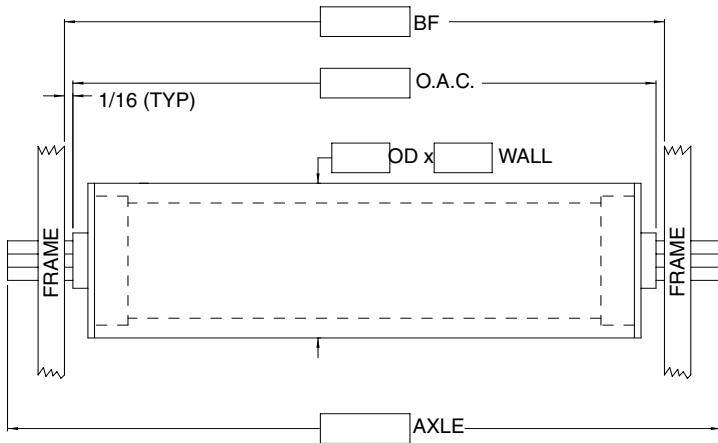 BF
O.A.C.
1/16 (TYP)
OD x WALL
FRAME
FRAME
AXLE